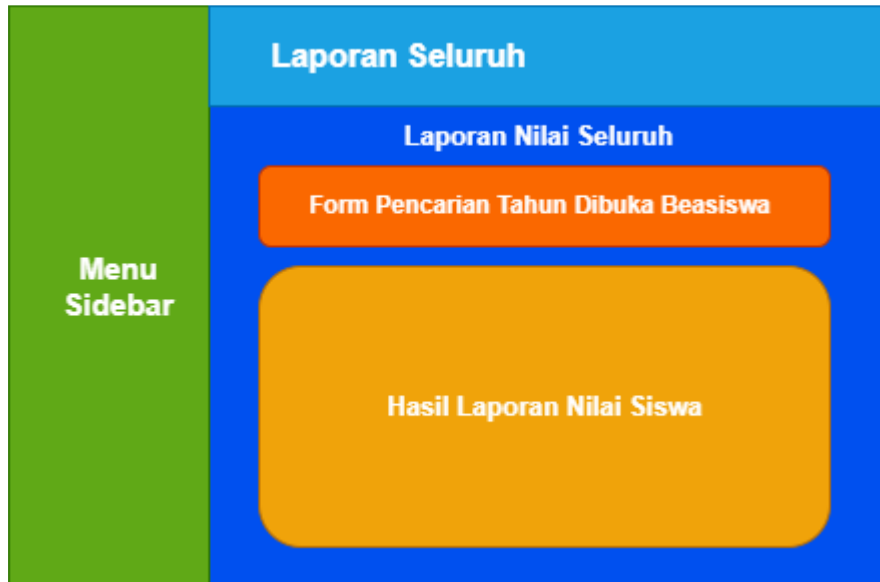 Laporan Seluruh
Laporan Nilai Seluruh
Form Pencarian Tahun Dibuka Beasiswa
Menu
Sidebar
Hasil Laporan Nilai Siswa